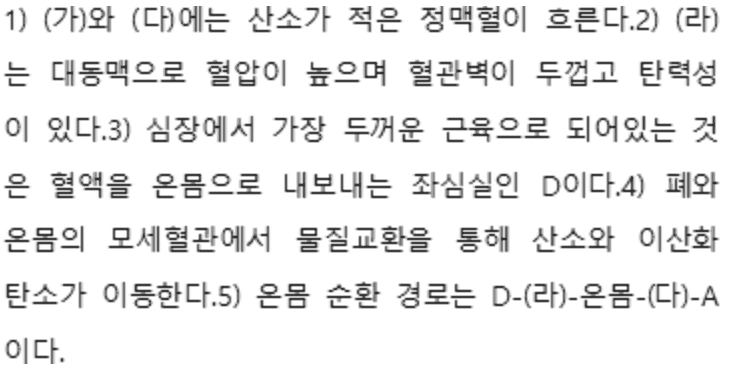 1) (가)와 (다)에는 산소가 적은 정맥혈이 흐른다.2) (라)
는 대동맥으로 혈압이 높으며 혈관벽이 두껍고 탄력성
이 있다.3) 심장에서 가장 두꺼운 근육으로 되어있는 것
은 혈액을 온몸으로 내보내는 좌심실인 D이다.4) 폐와
온몸의 모세혈관에서 물질교환을 통해 산소와 이산화
탄소가 이동한다.5) 온몸 순환 경로는 D-(라)-온몸-(다)-A
이다.